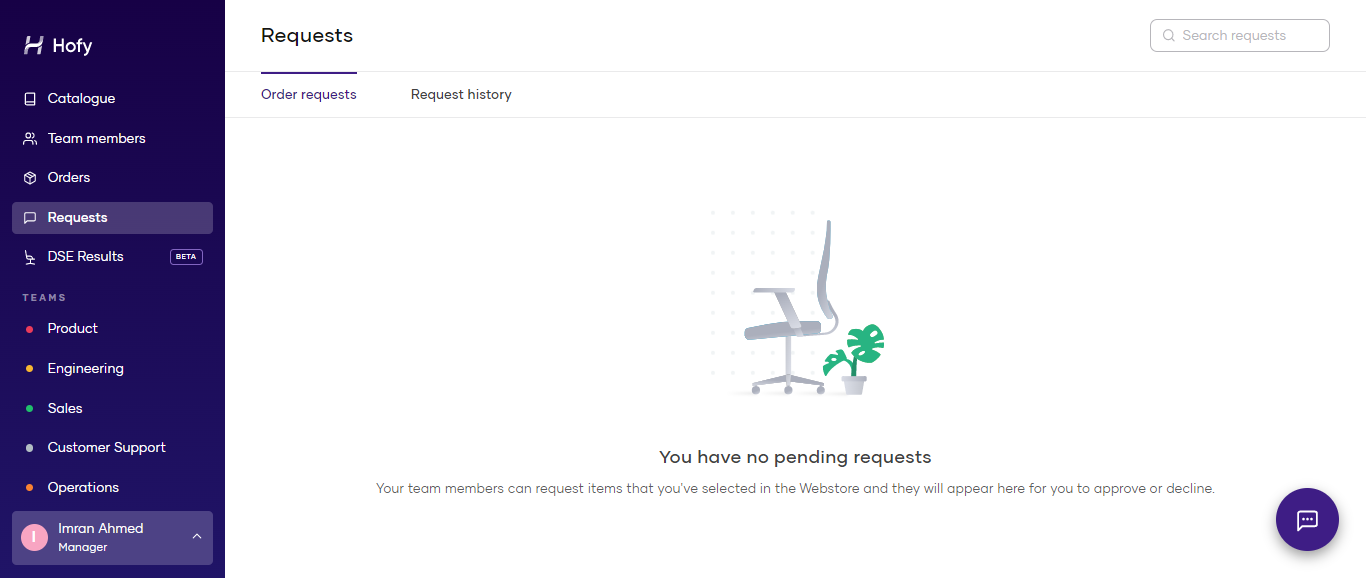 Hofy
Catalogue
Team members
Orders
Requests
DSE Results BETA
TEAMS
Product
Engineering
Sales
Customer Support
Operations
I
Imran Ahmed
Manager
Requests
Search requests
Order requests Request history
You have no pending requests
Your team members can request items that you've selected in the Webstore and they will appear here for you to approve or decline.